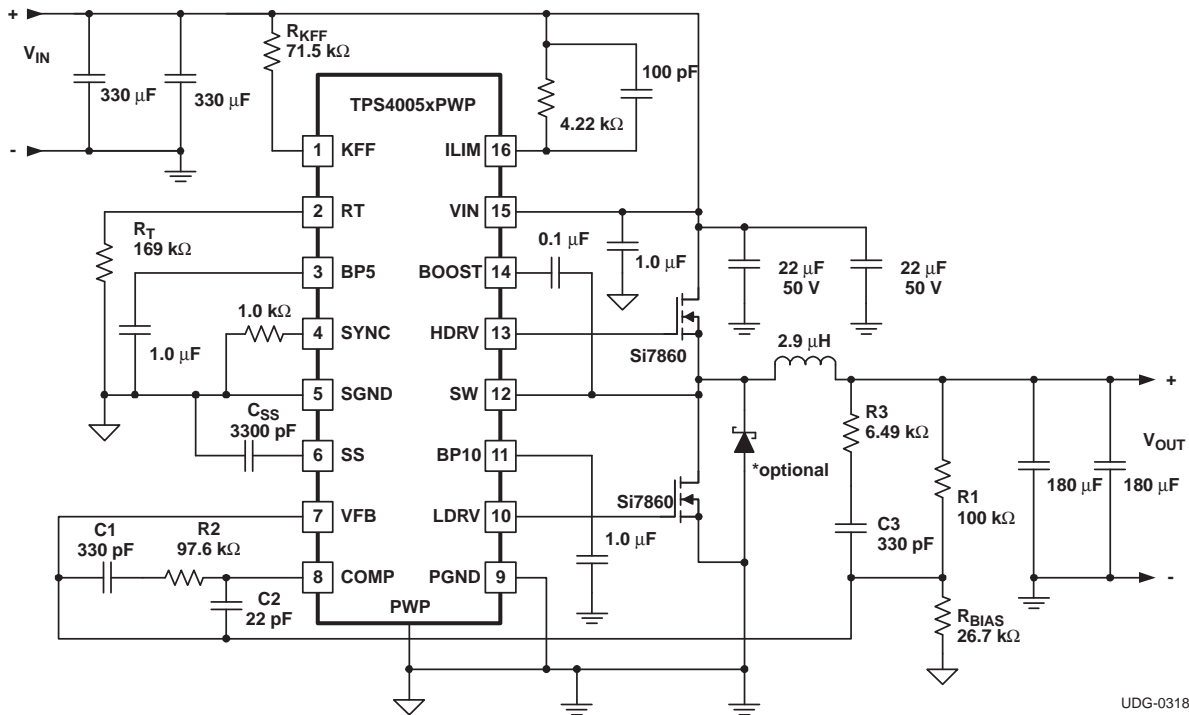 +
VIN
-
330 µF
330 µF
RKFF
71.5 kΩ
100 pF
4.22 kΩ
TPS4005xPWP
1
KFF
ILIM
16
2
RT
VIN
15
3
BP5
BOOST
14
4
SYNC
HDRV
13
5
SGND
SW
12
6
SS
BP10
11
7
VFB
LDRV
10
8
COMP
PGND
9
PWP
RT
169 kΩ
1.0 µF
1.0 kΩ
CSS
3300 pF
C1
330 pF
R2
97.6 kΩ
C2
22 pF
0.1 µF
1.0 µF
22 µF
50 V
22 µF
50 V
Si7860
2.9 µH
Si7860
*optional
1.0 µF
R3
6.49 kΩ
C3
330 pF
R1
100 kΩ
RBIAS
26.7 kΩ
180 µF
180 µF
+
VOUT
-
UDG-0318